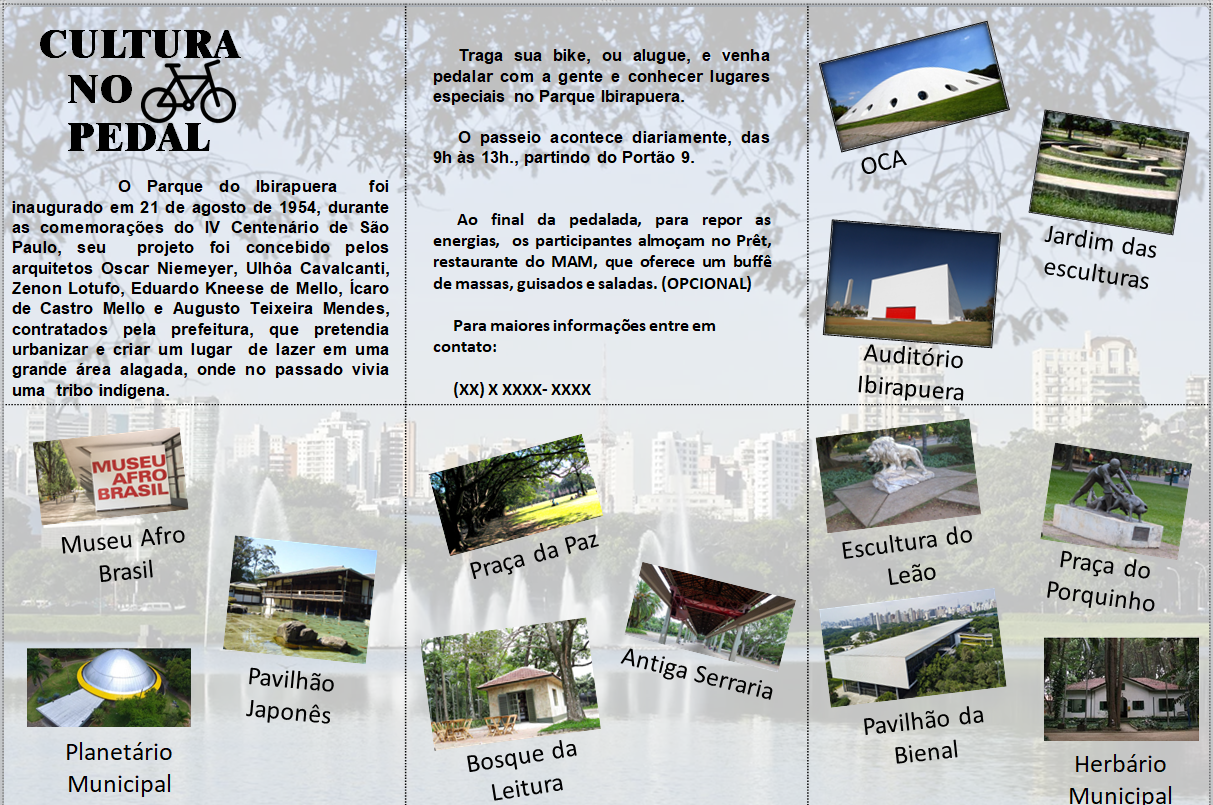 CULTURA
NO
PEDAL
O Parque do Ibirapuera foi
inaugurado em 21 de agosto de 1954, durante
as comemorações do IV Centenário de São
Paulo, seu projeto foi concebido pelos
arquitetos Oscar Niemeyer, Ulhôa Cavalcanti,
Zenon Lotufo, Eduardo Kneese de Mello, Ícaro
de Castro Mello e Augusto Teixeira Mendes,
contratados pela prefeitura, que pretendia
urbanizar e criar um lugar de lazer em uma
grande área alagada, onde no passado vivia
uma tribo indígena.
Traga sua bike, ou alugue, e venha
pedalar com a gente e conhecer lugares
especiais no Parque Ibirapuera.
O passeio acontece diariamente, das
9h às 13h., partindo do Portão 9.
Ao final da pedalada, para repor as
energias, os participantes almoçam no Prêt,
restaurante do MAM, que oferece um buffê
de massas, guisados e saladas. (OPCIONAL)
Para maiores informações entre em
contato:
(XX) X XXXX- XXXX
OCA
Jardim das
esculturas
Auditório
Ibirapuera
MUSEU
AFRO
BRASIL
Museu Afro
Brasil
Pavilhão
Japonês
Planetário
Municipal
Praça da Paz
Antiga Serraria
Bosque da
Leitura
Escultura do
Leão
Praça do
Porquinho
Pavilhão da
Bienal
Herbário
Municipal